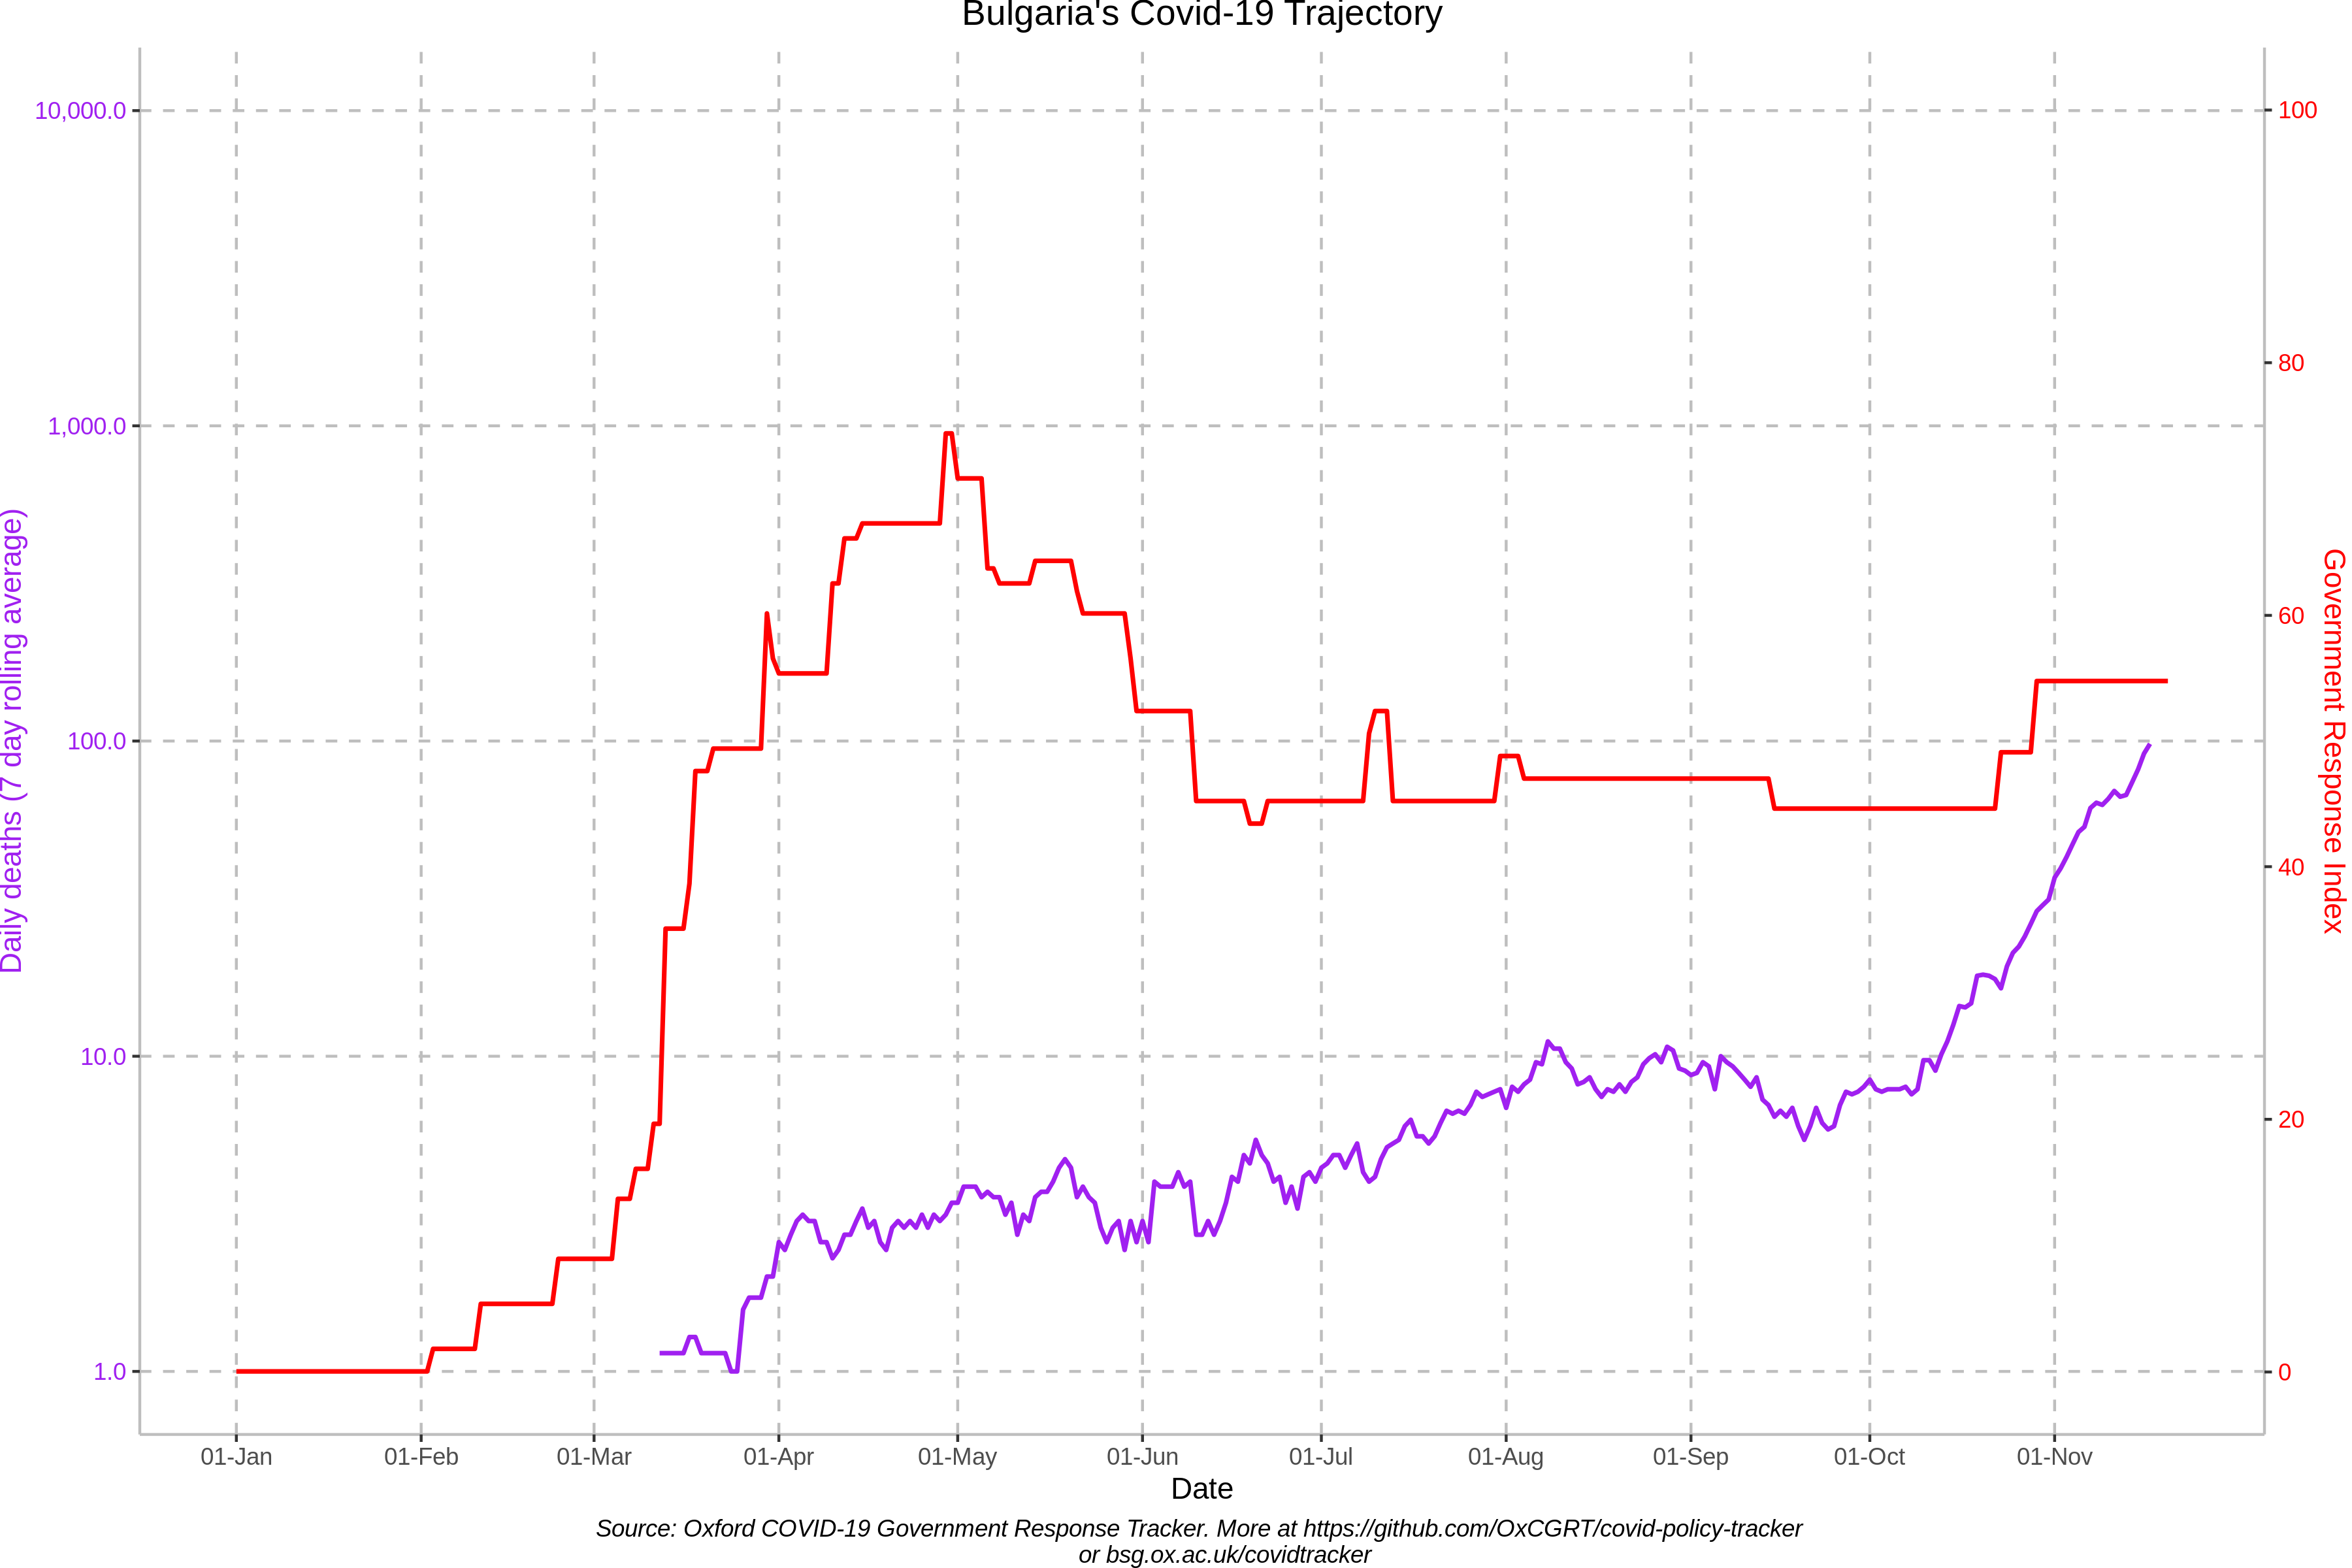 Bulgaria's Covid-19 Trajectory
Daily deaths (7 day rolling average)
10,000.0
1,000.0
100.0
10.0
1.0
100
80
60
40
20
0
Government Response Index
01-Jan
01-Feb
01-Mar
01-Apr
01-May
01-Jun
01-Jul
01-Aug
01-Sep
01-Oct
01-Nov
Date
Source: Oxford COVID-19 Government Response Tracker. More at https://github.com/OxCGRT/covid-policy-tracker
or bsg.ox.ac.uk/covidtracker